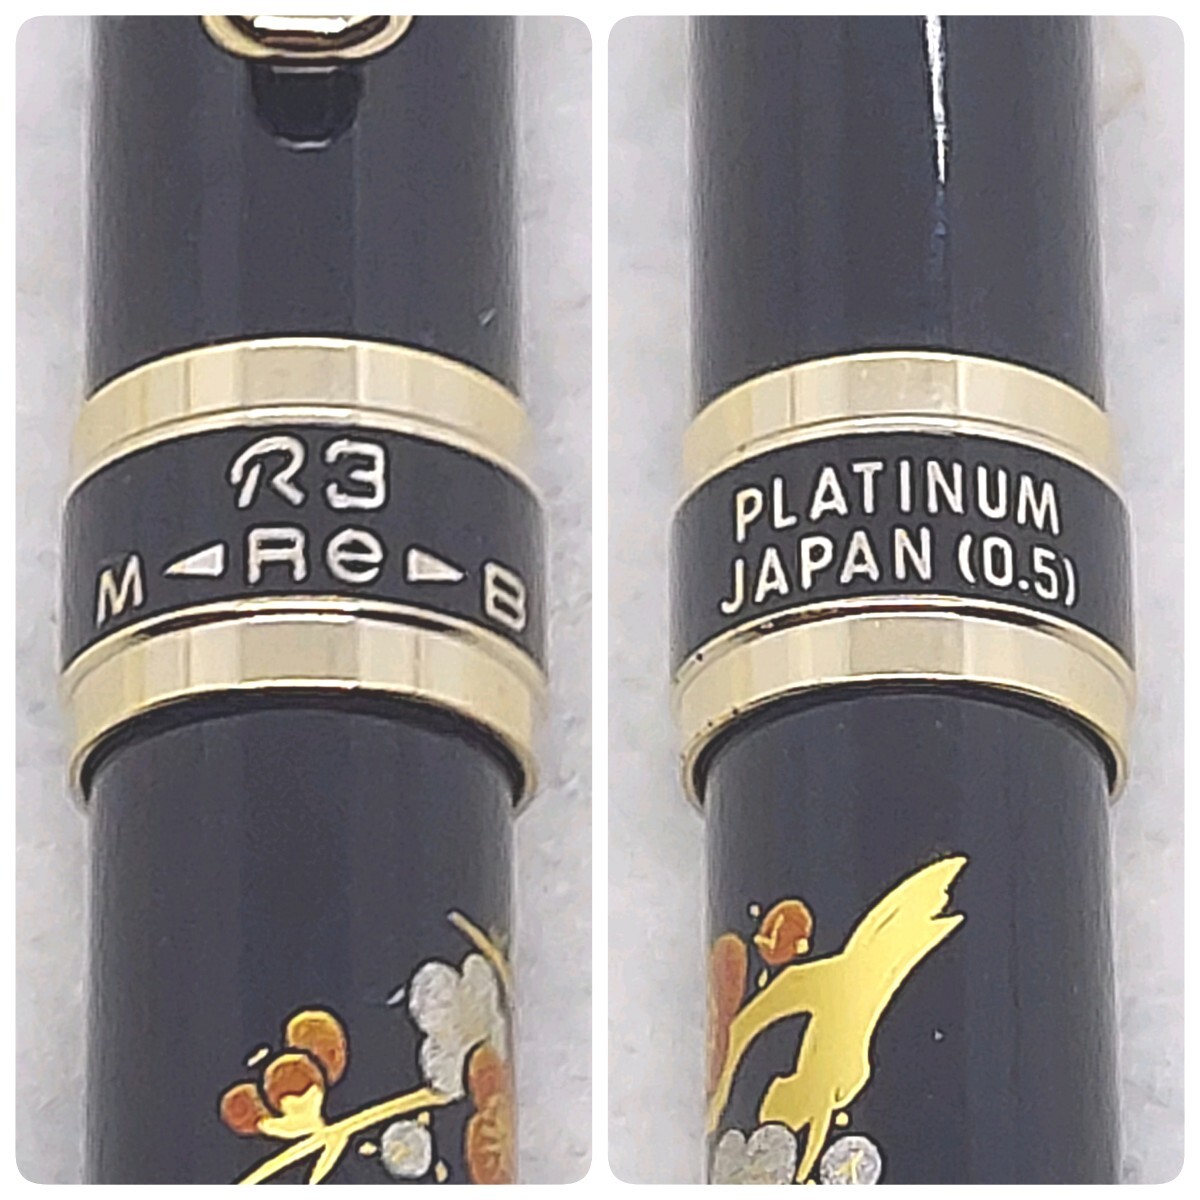 R3
M ◀ Re ▶ B
PLATINUM
JAPAN (0.5)